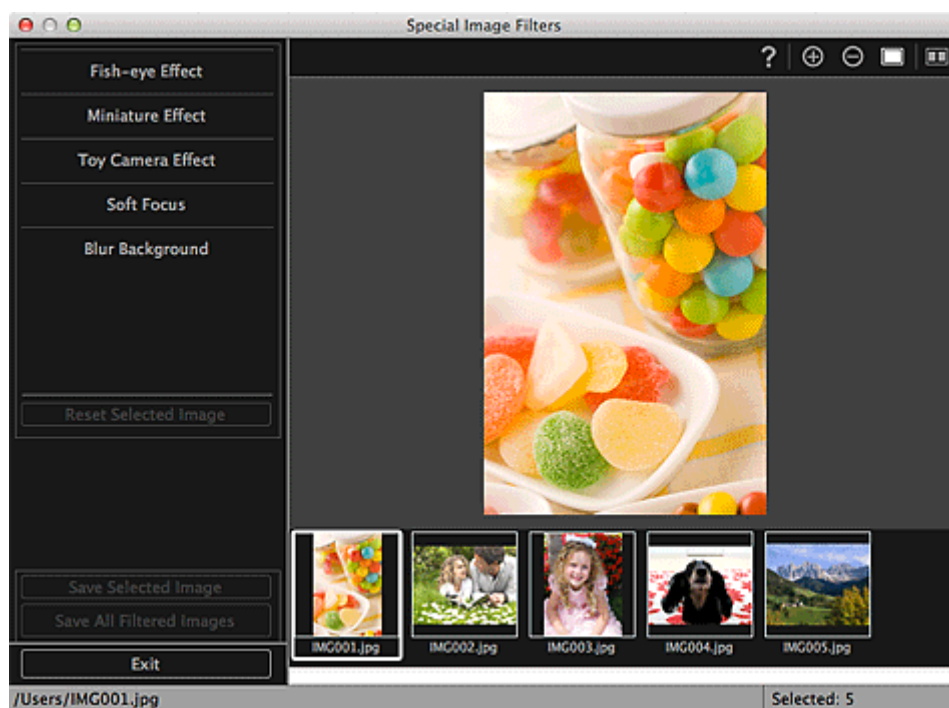 Special Image Filters
?
Fish-eye Effect
Miniature Effect
Toy Camera Effect
Soft Focus
Blur Background
Reset Selected Image
Save Selected Image
Save All Filtered Images
Exit
IMG001.jpg
IMG002.jpg
IMG003.jpg
IMG004.jpg
IMG005.jpg
/Users/IMG001.jpg
Selected: 5